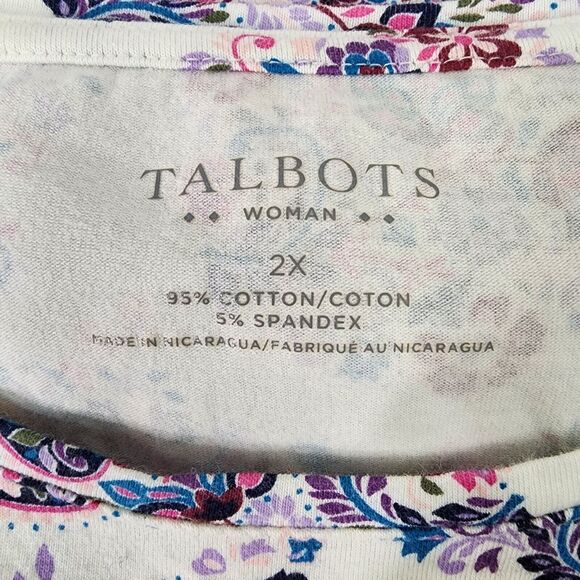 TALBOTS
WOMAN
2X
95% COTTON/COTON
5% SPANDEX
MADE IN NICARAGUA/FABRIQUÉ AU NICARAGUA